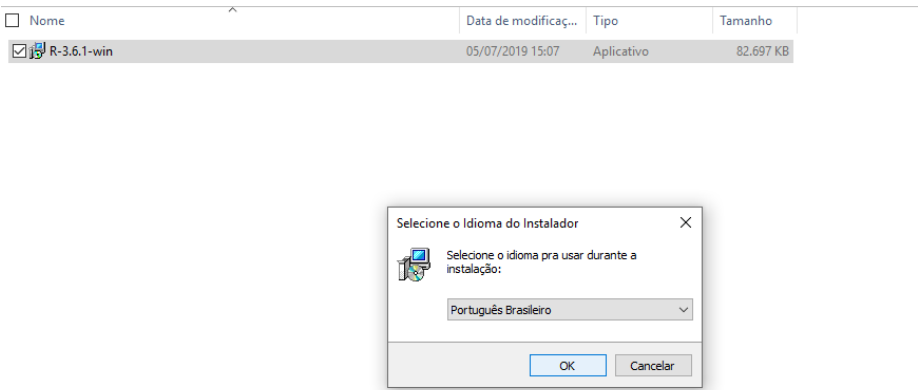 Nome Data de modificaç... Tipo Tamanho
R-3.6.1-win 05/07/2019 15:07 Aplicativo 82.697 KB
Selecione o Idioma do Instalador
Selecione o idioma pra usar durante a
instalação:
Português Brasileiro
OK Cancelar